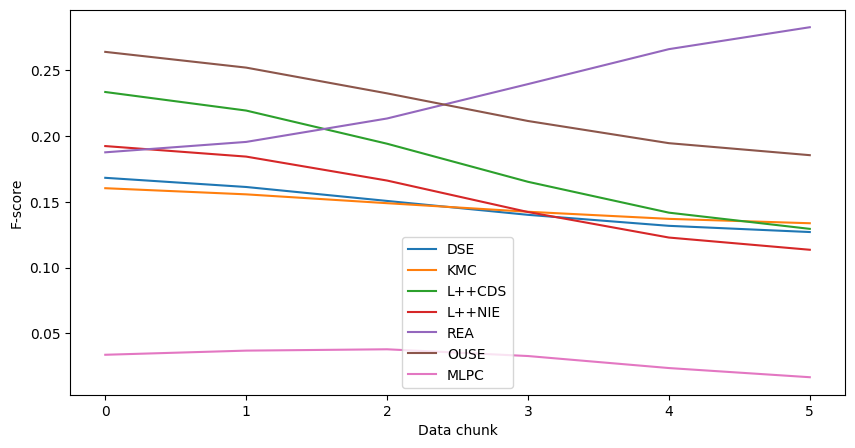 F-score
0.25
0.20
0.15
0.10
0.05
DSE
KMC
L++CDS
L++NIE
REA
OUSE
MLPC
0 1 2 3 4 5
Data chunk